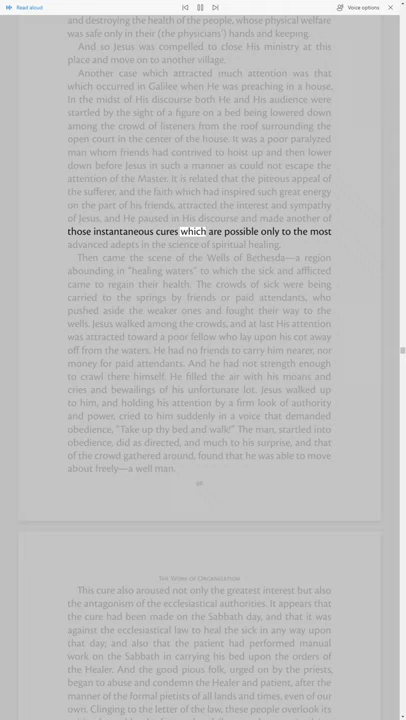 Read aloud
Voice options
and destroying the health of the people, whose physical welfare
was safe only in their (the physicians') hands and keeping.
And so Jesus was compelled to close His ministry at this
place and move on to another village.
Another case which attracted much attention was that
which occurred in Galilee when He was preaching in a house.
In the midst of His discourse both He and His audience were
startled by the sight of a figure on a bed being lowered down
among the crowd of listeners from the roof surrounding the
open court in the center of the house. It was a poor paralyzed
man whom friends had contrived to hoist up and then lower
down before Jesus in such a manner as could not escape the
attention of the Master. It is related that the piteous appeal of
the sufferer, and the faith which had inspired such great energy
on the part of his friends, attracted the interest and sympathy
of Jesus, and He paused in His discourse and made another of
those instantaneous cures which are possible only to the most
advanced adepts in the science of spiritual healing.
Then came the scene of the Wells of Bethesda—a region
abounding in "healing waters" to which the sick and afflicted
came to regain their health. The crowds of sick were being
carried to the springs by friends or paid attendants, who
pushed aside the weaker ones and fought their way to the
wells. Jesus walked among the crowds, and at last His attention
was attracted toward a poor fellow who lay upon his cot away
off from the waters. He had no friends to carry him nearer, nor
money for paid attendants. And he had not strength enough
to crawl there himself. He filled the air with his moans and
cries and bewailings of his unfortunate lot. Jesus walked up
to him, and holding his attention by a firm look of authority
and power, cried to him suddenly in a voice that demanded
obedience, "Take up thy bed and walk!" The man, startled into
obedience, did as directed, and much to his surprise, and that
of the crowd gathered around, found that he was able to move
about freely—a well man.
The Work of Organization
This cure also aroused not only the greatest interest but also
the antagonism of the ecclesiastical authorities. It appears that
the cure had been made on the Sabbath day, and that it was
against the ecclesiastical law to heal the sick in any way upon
that day; and also that the patient had performed manual
work on the Sabbath in carrying his bed upon the orders of
the Healer. And the good pious folk, urged on by the priests,
began to abuse and condemn the Healer and patient, after the
manner of the formal pietists of all lands and times, even of our
own. Clinging to the letter of the law, these people overlook its